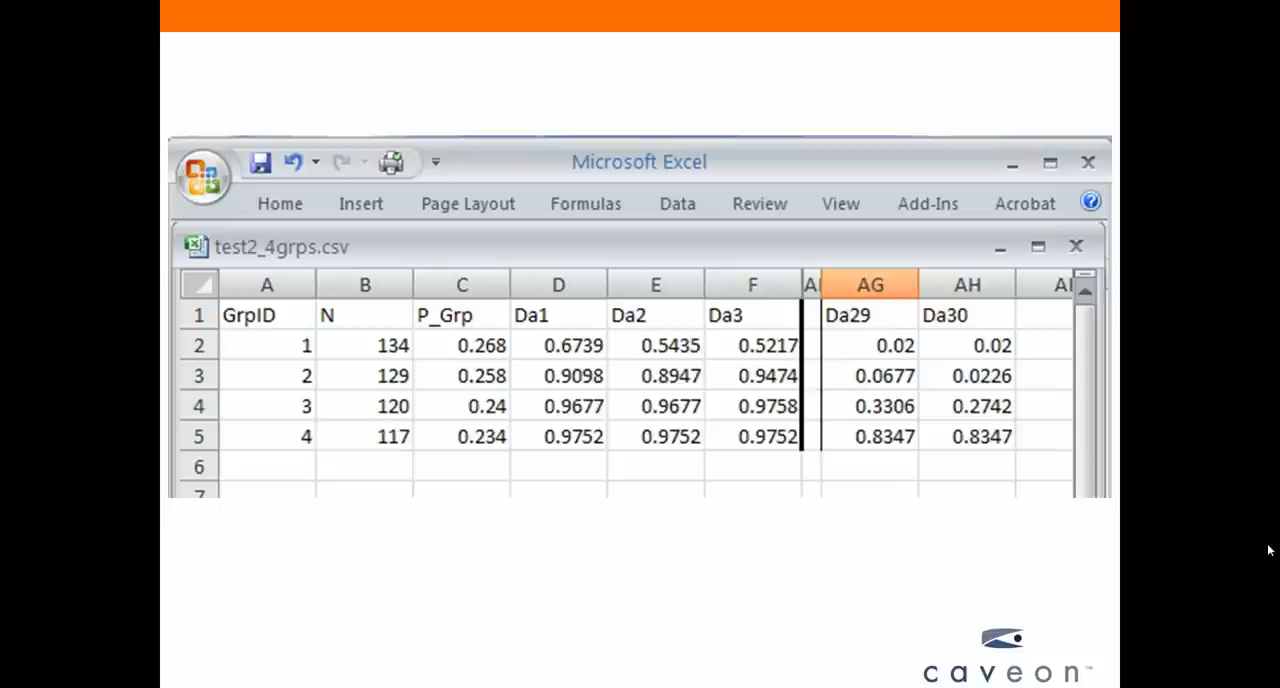 Microsoft Excel
Home Insert Page Layout Formulas Data Review View Add-Ins Acrobat
test2_4grps.csv
A B C D E F A AG AH AI
1 GrpID N P_Grp Da1 Da2 Da3 Da29 Da30
2 1 134 0.268 0.6739 0.5435 0.5217 0.02 0.02
3 2 129 0.258 0.9098 0.8947 0.9474 0.0677 0.0226
4 3 120 0.24 0.9677 0.9677 0.9758 0.3306 0.2742
5 4 117 0.234 0.9752 0.9752 0.9752 0.8347 0.8347
6
7
caveon™